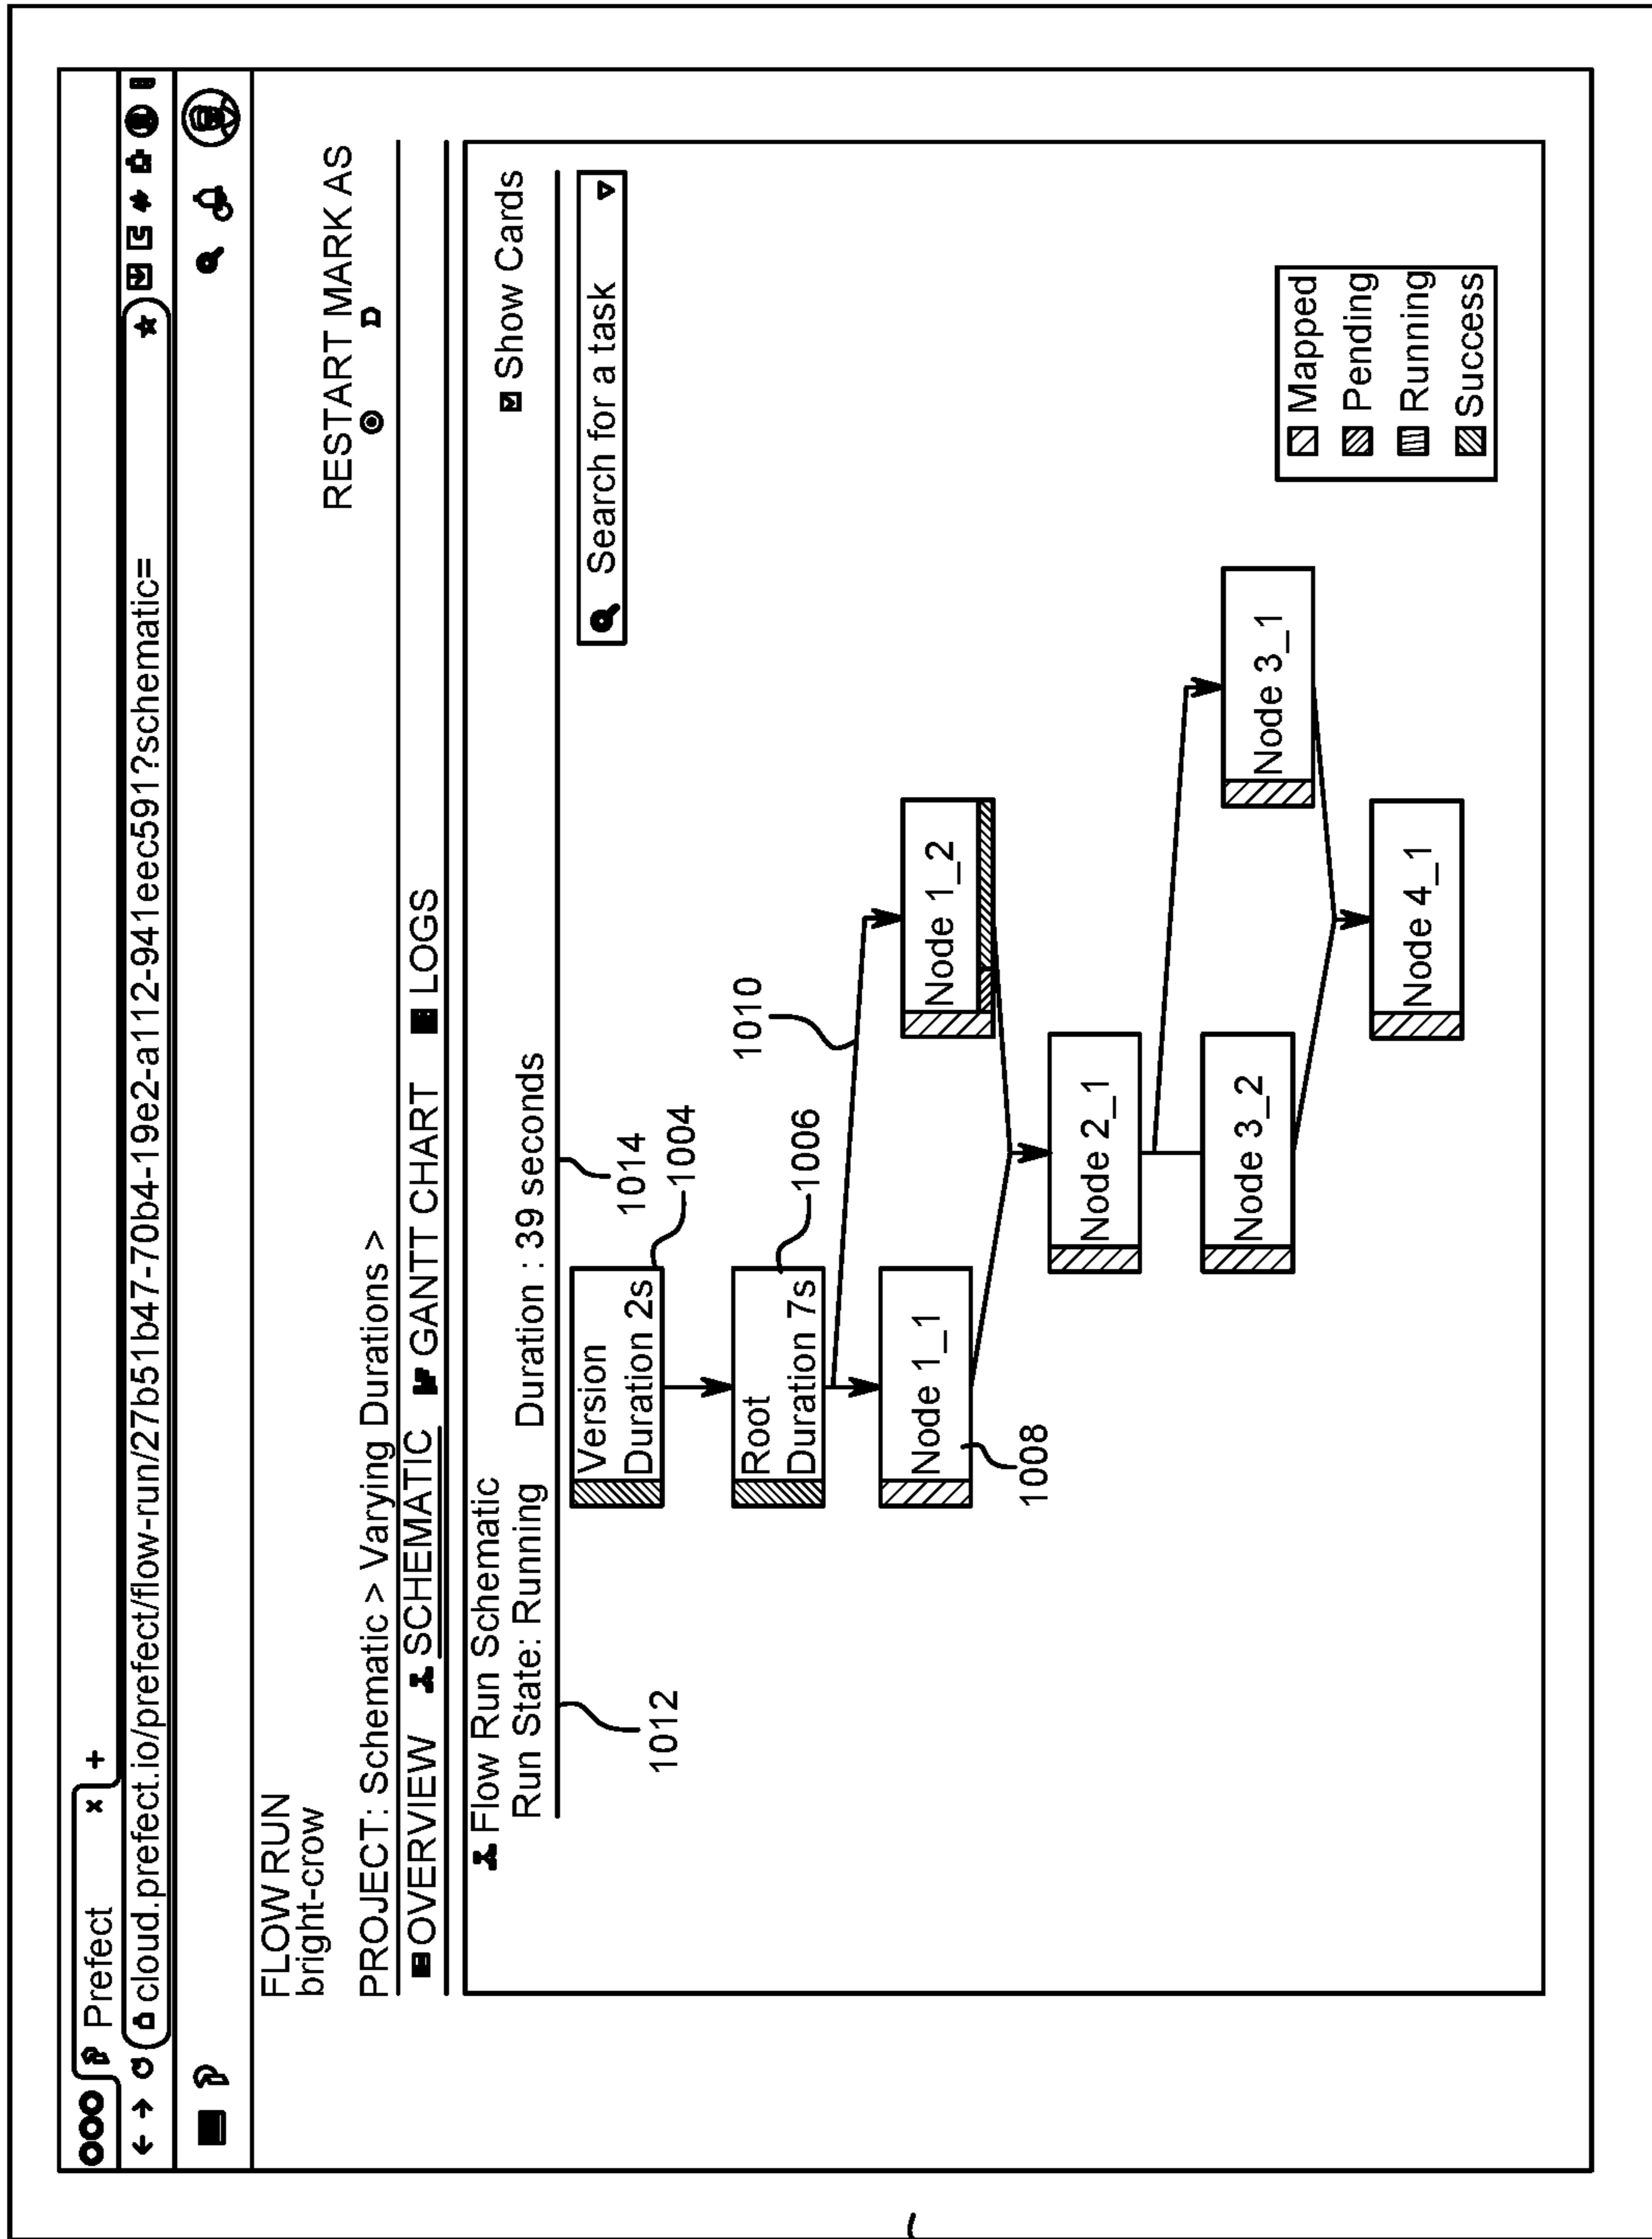 Prefect x +
cloud.prefect.io/prefect/flow-run/27b51b47-70b4-19e2-a112-941eec591?schematic=
FLOW RUN
bright-crow
RESTART MARK AS
PROJECT: Schematic > Varying Durations >
OVERVIEW SCHEMATIC GANTT CHART LOGS
Flow Run Schematic
Run State: Running Duration : 39 seconds
Show Cards
1012
1014
Search for a task
Version
Duration 2s
1004
Root
Duration 7s
1006
1010
Node 1_1
1008
Node 1_2
Node 2_1
Node 3_2
Node 3_1
Node 4_1
Mapped
Pending
Running
Success